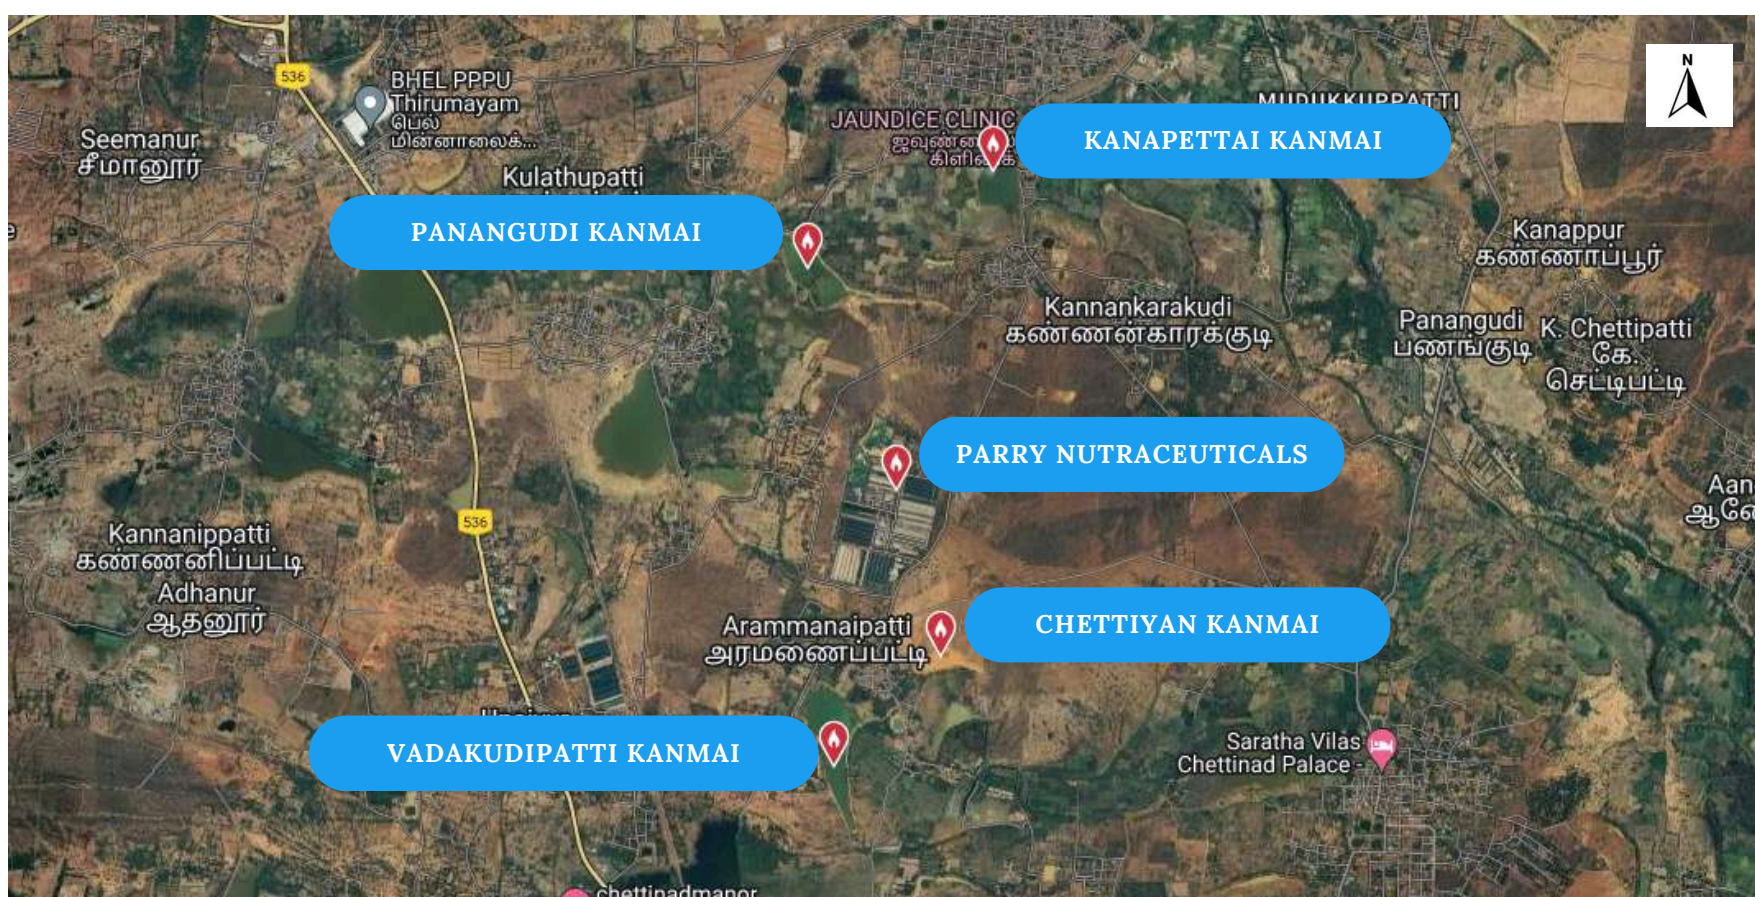 N
536
BHEL PPPU
Thirumayam
பெல்
மின்னாலைக்...
JAUNDICE CLINIC
கிளினிக்
MUDUKKUPPATTI
KANAPETTAI KANMAI
Seemanur
சீமானூர்
Kulathupatti
PANANGUDI KANMAI
Kanappur
கண்ணாப்பூர்
Kannankarakudi
கண்ணன்காரக்குடி
Panangudi
பணங்குடி
K. Chettipatti
கே.
செட்டிபட்டி
PARRY NUTRACEUTICALS
Aan
536
Kannanippatti
கண்ணனிப்பட்டி
Adhanur
ஆதனூர்
Arammanaipatti
அரமணைப்பட்டி
CHETTIYAN KANMAI
VADAKUDIPATTI KANMAI
Saratha Vilas
Chettinad Palace -
chettinadmanor